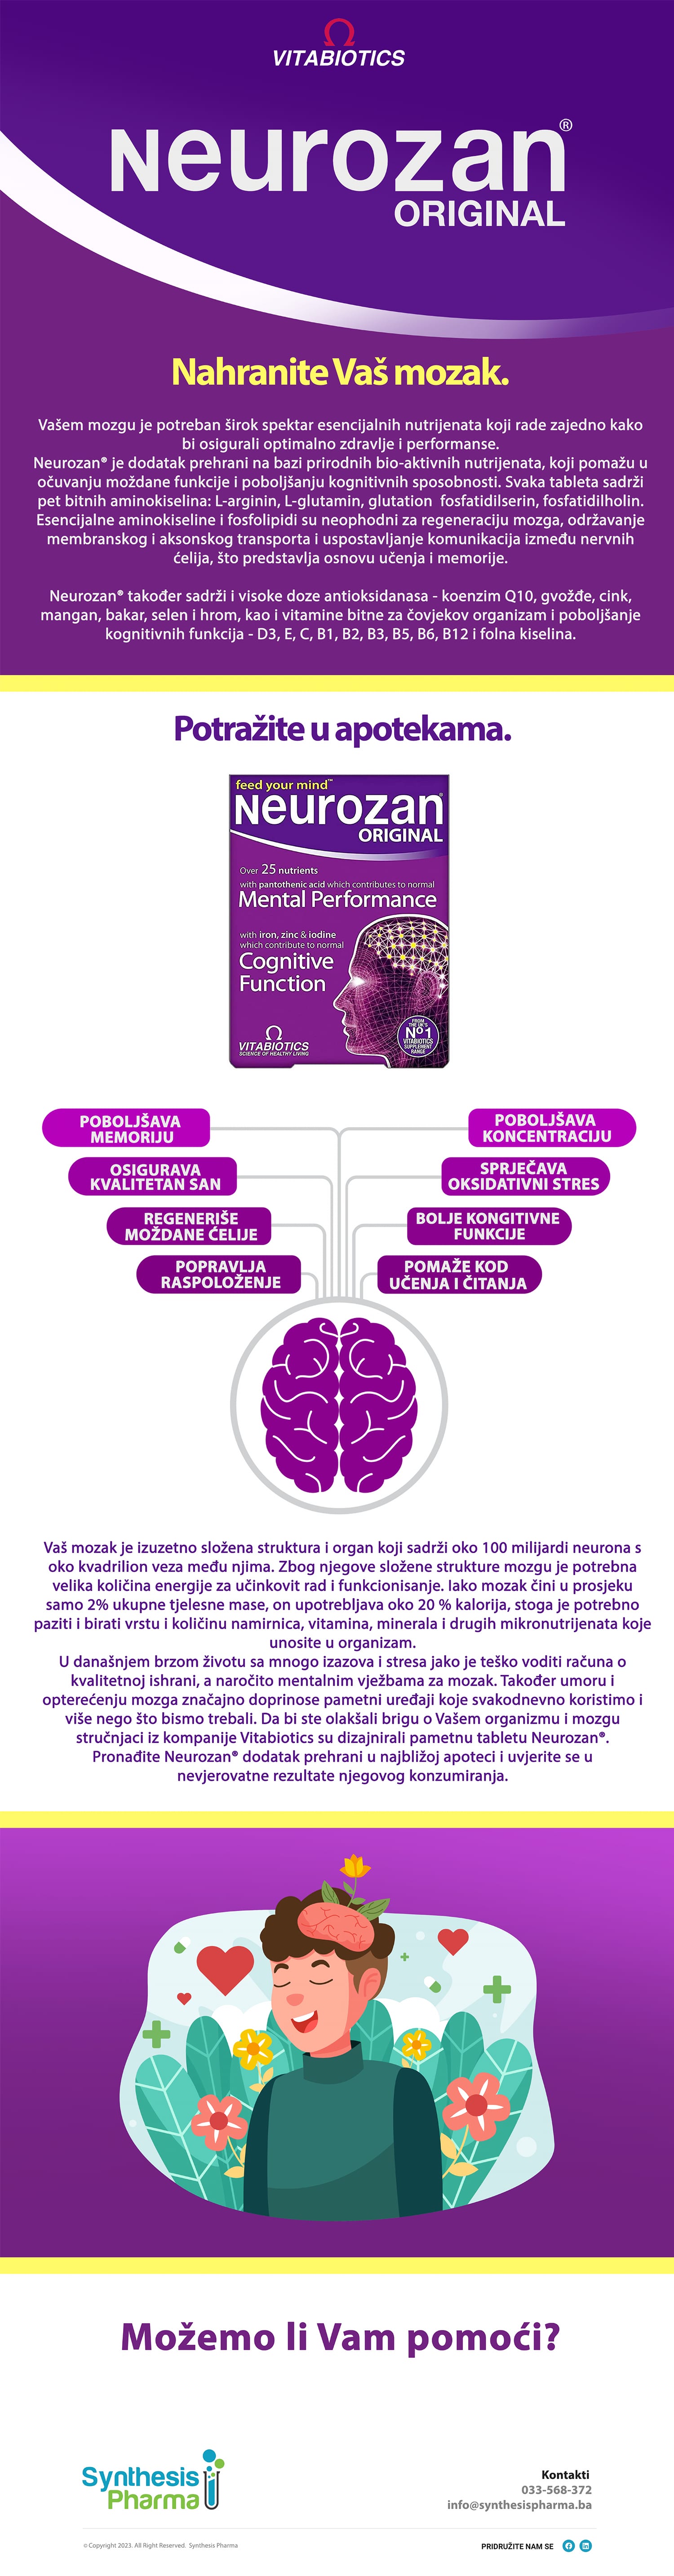 VITABIOTICS
Neurozan®
ORIGINAL
Nahranite Vaš mozak.
Vašem mozgu je potreban širok spektar esencijalnih nutrijenata koji rade zajedno kako
bi osigurali optimalno zdravlje i performanse.
Neurozan® je dodatak prehrani na bazi prirodnih bio-aktivnih nutrijenata, koji pomažu u
očuvanju moždane funkcije i poboljšanju kognitivnih sposobnosti. Svaka tableta sadrži
pet bitnih aminokiselina: L-arginin, L-glutamin, glutation fosfatidilserin, fosfatidilholin.
Esencijalne aminokiseline i fosfolipidi su neophodni za regeneraciju mozga, održavanje
membranskog i aksonskog transporta i uspostavljanje komunikacija između nervnih
ćelija, što predstavlja osnovu učenja i memorije.
Neurozan® također sadrži i visoke doze antioksidanasa - koenzim Q10, gvožđe, cink,
mangan, bakar, selen i hrom, kao i vitamine bitne za čovjekov organizam i poboljšanje
kognitivnih funkcija - D3, E, C, B1, B2, B3, B5, B6, B12 i folna kiselina.
Potražite u apotekama.
feed your mind™
Neurozan®
ORIGINAL
Over 25 nutrients
with pantothenic acid which contributes to normal
Mental Performance
with iron, zinc & iodine
which contribute to normal
Cognitive
Function
VITABIOTICS
SCIENCE OF HEALTHY LIVING
FROM
THE UK'S
Nº1
VITABIOTICS
SUPPLEMENT
RANGE
POBOLJŠAVA
MEMORIJU
POBOLJŠAVA
KONCENTRACIJU
OSIGURAVA
KVALITETAN SAN
SPRJEČAVA
OKSIDATIVNI STRES
REGENERIŠE
MOŽDANE ĆELIJE
BOLJE KONGITIVNE
FUNKCIJE
POPRAVLJA
RASPOLOŽENJE
POMAŽE KOD
UČENJA I ČITANJA
Vaš mozak je izuzetno složena struktura i organ koji sadrži oko 100 milijardi neurona s
oko kvadrilion veza među njima. Zbog njegove složene strukture mozgu je potrebna
velika količina energije za učinkovit rad i funkcionisanje. Iako mozak čini u prosjeku
samo 2% ukupne tjelesne mase, on upotrebljava oko 20 % kalorija, stoga je potrebno
paziti i birati vrstu i količinu namirnica, vitamina, minerala i drugih mikronutrijenata koje
unosite u organizam.
U današnjem brzom životu sa mnogo izazova i stresa jako je teško voditi računa o
kvalitetnoj ishrani, a naročito mentalnim vježbama za mozak. Također umoru i
opterećenju mozga značajno doprinose pametni uređaji koje svakodnevno koristimo i
više nego što bismo trebali. Da bi ste olakšali brigu o Vašem organizmu i mozgu
stručnjaci iz kompanije Vitabiotics su dizajnirali pametnu tabletu Neurozan®.
Pronađite Neurozan® dodatak prehrani u najbližoj apoteci i uvjerite se u
nevjerovatne rezultate njegovog konzumiranja.
Možemo li Vam pomoći?
Synthesis
Pharma
Kontakti
033-568-372
info@synthesispharma.ba
© Copyright 2023. All Right Reserved. Synthesis Pharma
PRIDRUŽITE NAM SE